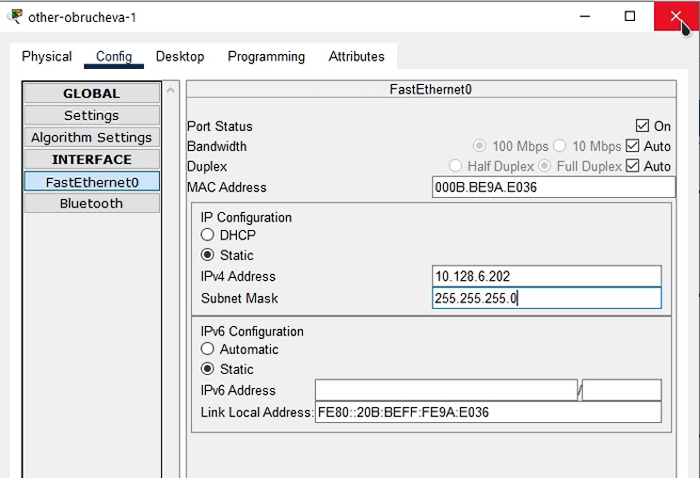 other-obrucheva-1
Physical Config Desktop Programming Attributes
GLOBAL
Settings
Algorithm Settings
INTERFACE
FastEthernet0
Bluetooth
FastEthernet0
Port Status On
Bandwidth 100 Mbps 10 Mbps Auto
Duplex Half Duplex Full Duplex Auto
MAC Address 000B.BE9A.E036
IP Configuration
DHCP
Static
IPv4 Address 10.128.6.202
Subnet Mask 255.255.255.0
IPv6 Configuration
Automatic
Static
IPv6 Address /
Link Local Address: FE80::20B:BEFF:FE9A:E036